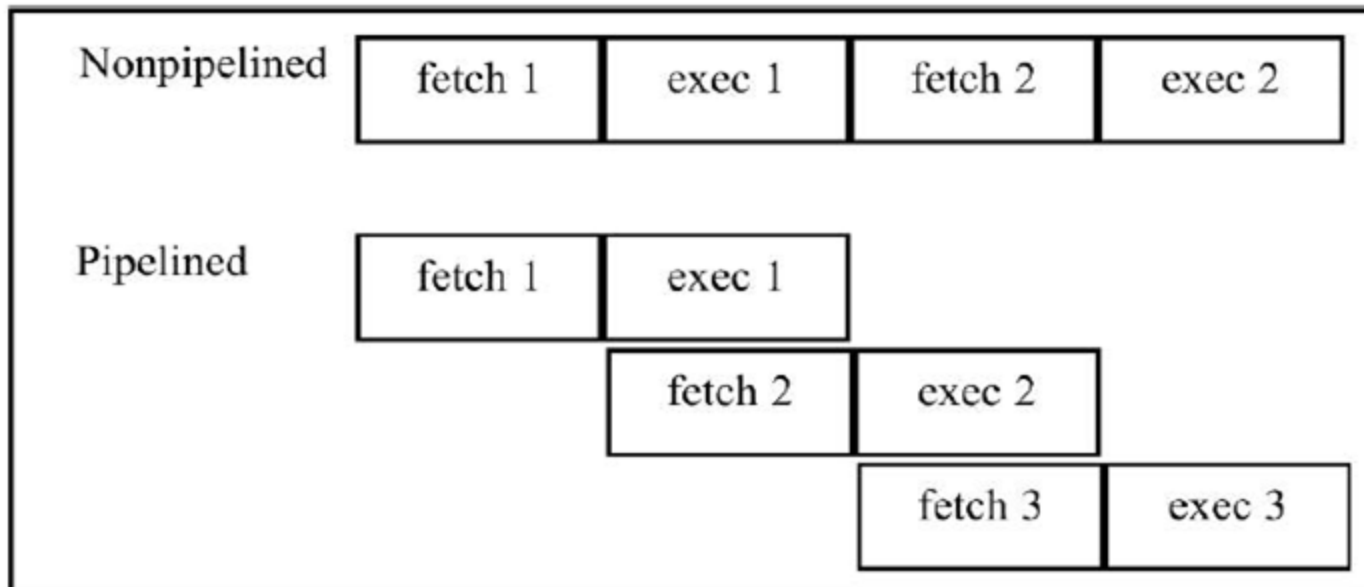 Nonpipelined fetch 1 exec 1 fetch 2 exec 2
Pipelined fetch 1 exec 1
fetch 2 exec 2
fetch 3 exec 3